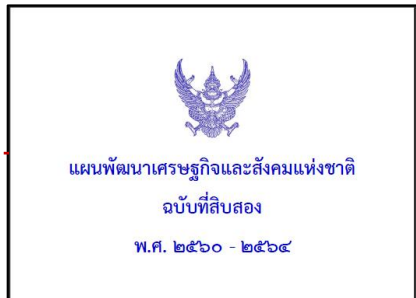 แผนพัฒนาเศรษฐกิจและสังคมแห่งชาติ
ฉบับที่สิบสอง
พ.ศ. ๒๕๖๐ - ๒๕๖๔